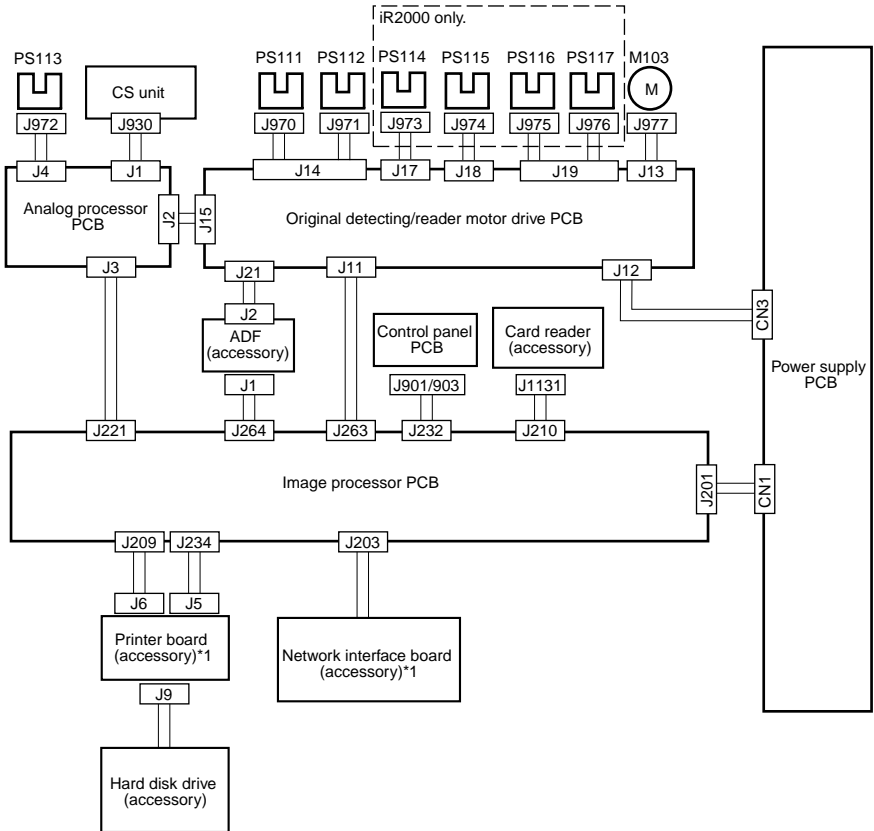 iR2000 only.
PS113
CS unit
PS111
PS112
PS114
PS115
PS116
PS117
M103
M
J972
J930
J970
J971
J973
J974
J975
J976
J977
J4
J1
J14
J17
J18
J19
J13
Analog processor
PCB
J2
J15
Original detecting/reader motor drive PCB
J3
J21
J11
J12
J2
ADF
(accessory)
J1
Control panel
PCB
J901/903
Card reader
(accessory)
J1131
CN3
Power supply
PCB
J221
J264
J263
J232
J210
Image processor PCB
J201
CN1
J209
J234
J203
J6
J5
Printer board
(accessory)*1
Network interface board
(accessory)*1
J9
Hard disk drive
(accessory)